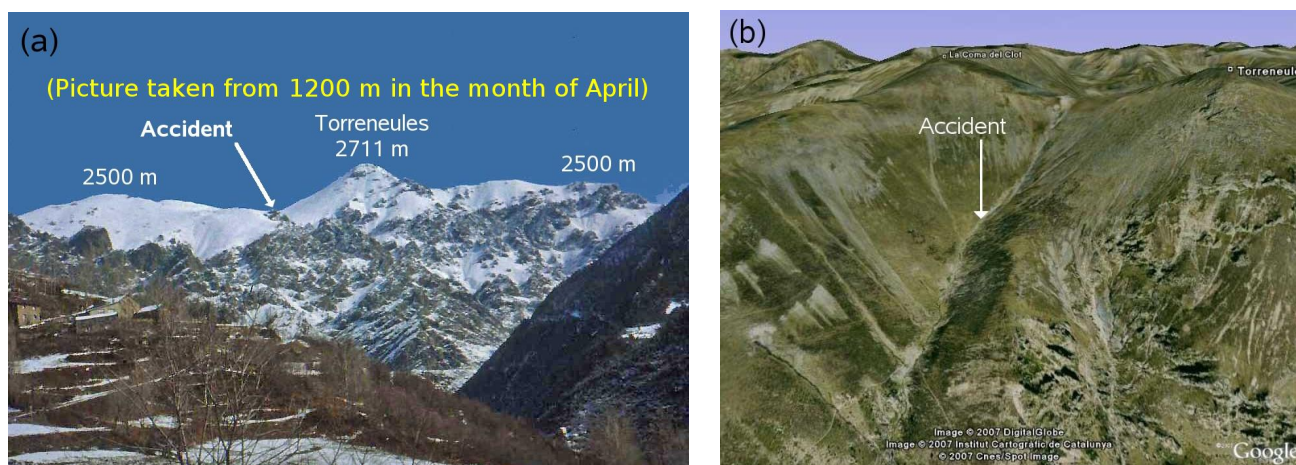 (a)
(Picture taken from 1200 m in the month of April)
Accident
Torreneules
2711 m
2500 m
2500 m
(b)
La Coma del Clot
Torreneule
Accident
Image © 2007 DigitalGlobe
Image © 2007 Institut Cartogràfic de Catalunya
© 2007 Cnes/Spot Image
Google